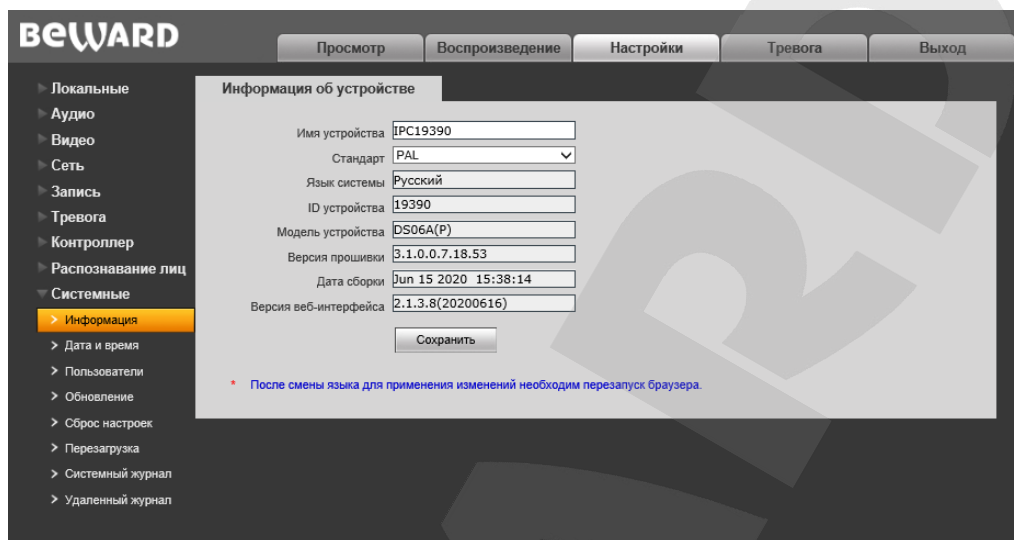 BEWARD
Просмотр
Воспроизведение
Настройки
Тревога
Выход
Локальные
Аудио
Видео
Сеть
Запись
Тревога
Контроллер
Распознавание лиц
Системные
Информация
Дата и время
Пользователи
Обновление
Сброс настроек
Перезагрузка
Системный журнал
Удаленный журнал
Информация об устройстве
Имя устройства IPC19390
Стандарт PAL
Язык системы Русский
ID устройства 19390
Модель устройства DS06A(P)
Версия прошивки 3.1.0.0.7.18.53
Дата сборки Jun 15 2020 15:38:14
Версия веб-интерфейса 2.1.3.8(20200616)
Сохранить
* После смены языка для применения изменений необходим перезапуск браузера.